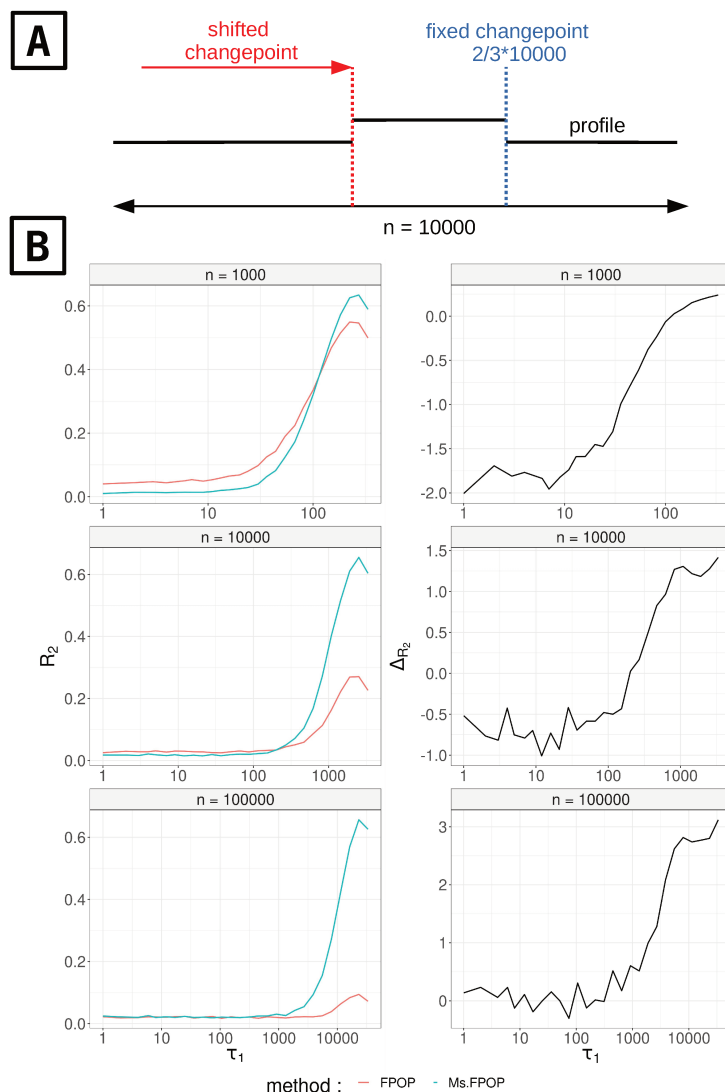 A
shifted
changepoint
fixed changepoint
2/3*10000
profile
n = 10000
B
n = 1000
0.6
0.4
0.2
0.0
1 10 100
n = 1000
0.0
-0.5
-1.0
-1.5
-2.0
1 10 100
n = 10000
0.6
0.4
0.2
0.0
1 10 100 1000
R₂
n = 10000
1.5
1.0
0.5
0.0
-0.5
-1.0
1 10 100 1000
Δ_R₂
n = 100000
0.6
0.4
0.2
0.0
1 10 100 1000 10000
τ₁
n = 100000
3
2
1
0
1 10 100 1000 10000
τ₁
method : FPOP Ms.FPOP